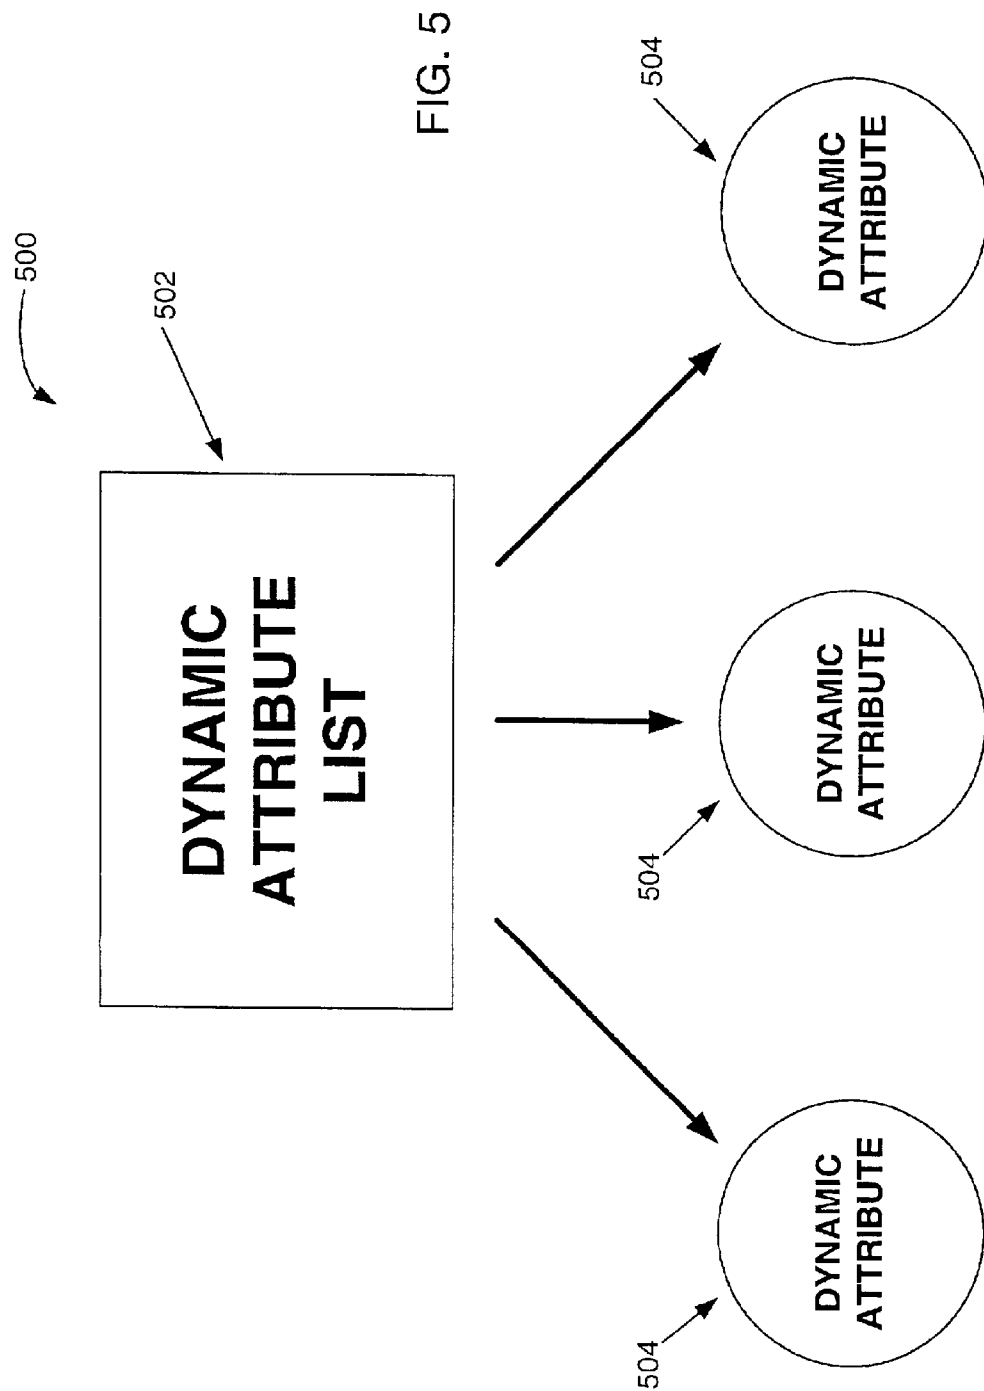 500
502
DYNAMIC
ATTRIBUTE
LIST
FIG. 5
504
DYNAMIC
ATTRIBUTE
504
DYNAMIC
ATTRIBUTE
504
DYNAMIC
ATTRIBUTE